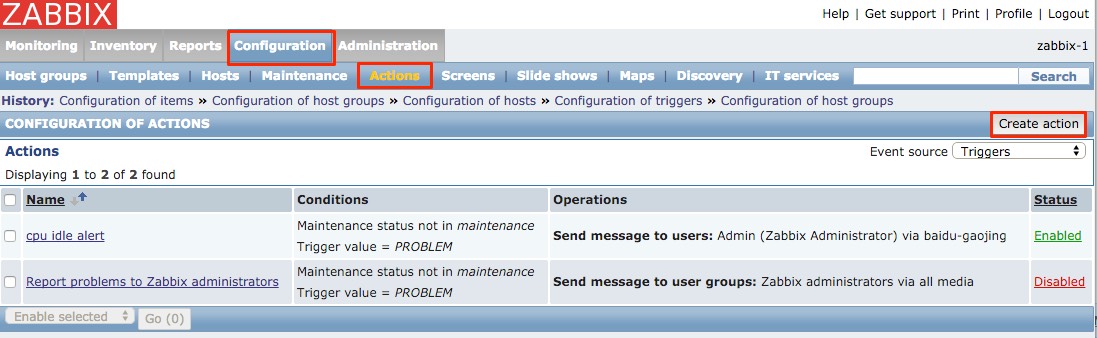 ZABBIX
Help | Get support | Print | Profile | Logout
Monitoring Inventory Reports Configuration Administration zabbix-1
Host groups | Templates | Hosts | Maintenance | Actions | Screens | Slide shows | Maps | Discovery | IT services Search
History: Configuration of items » Configuration of host groups » Configuration of hosts » Configuration of triggers » Configuration of host groups
CONFIGURATION OF ACTIONS Create action
Actions Event source Triggers
Displaying 1 to 2 of 2 found
Name Conditions Operations Status
Maintenance status not in maintenance
cpu idle alert Send message to users: Admin (Zabbix Administrator) via baidu-gaojing Enabled
Trigger value = PROBLEM
Maintenance status not in maintenance
Report problems to Zabbix administrators Send message to user groups: Zabbix administrators via all media Disabled
Trigger value = PROBLEM
Enable selected Go (0)